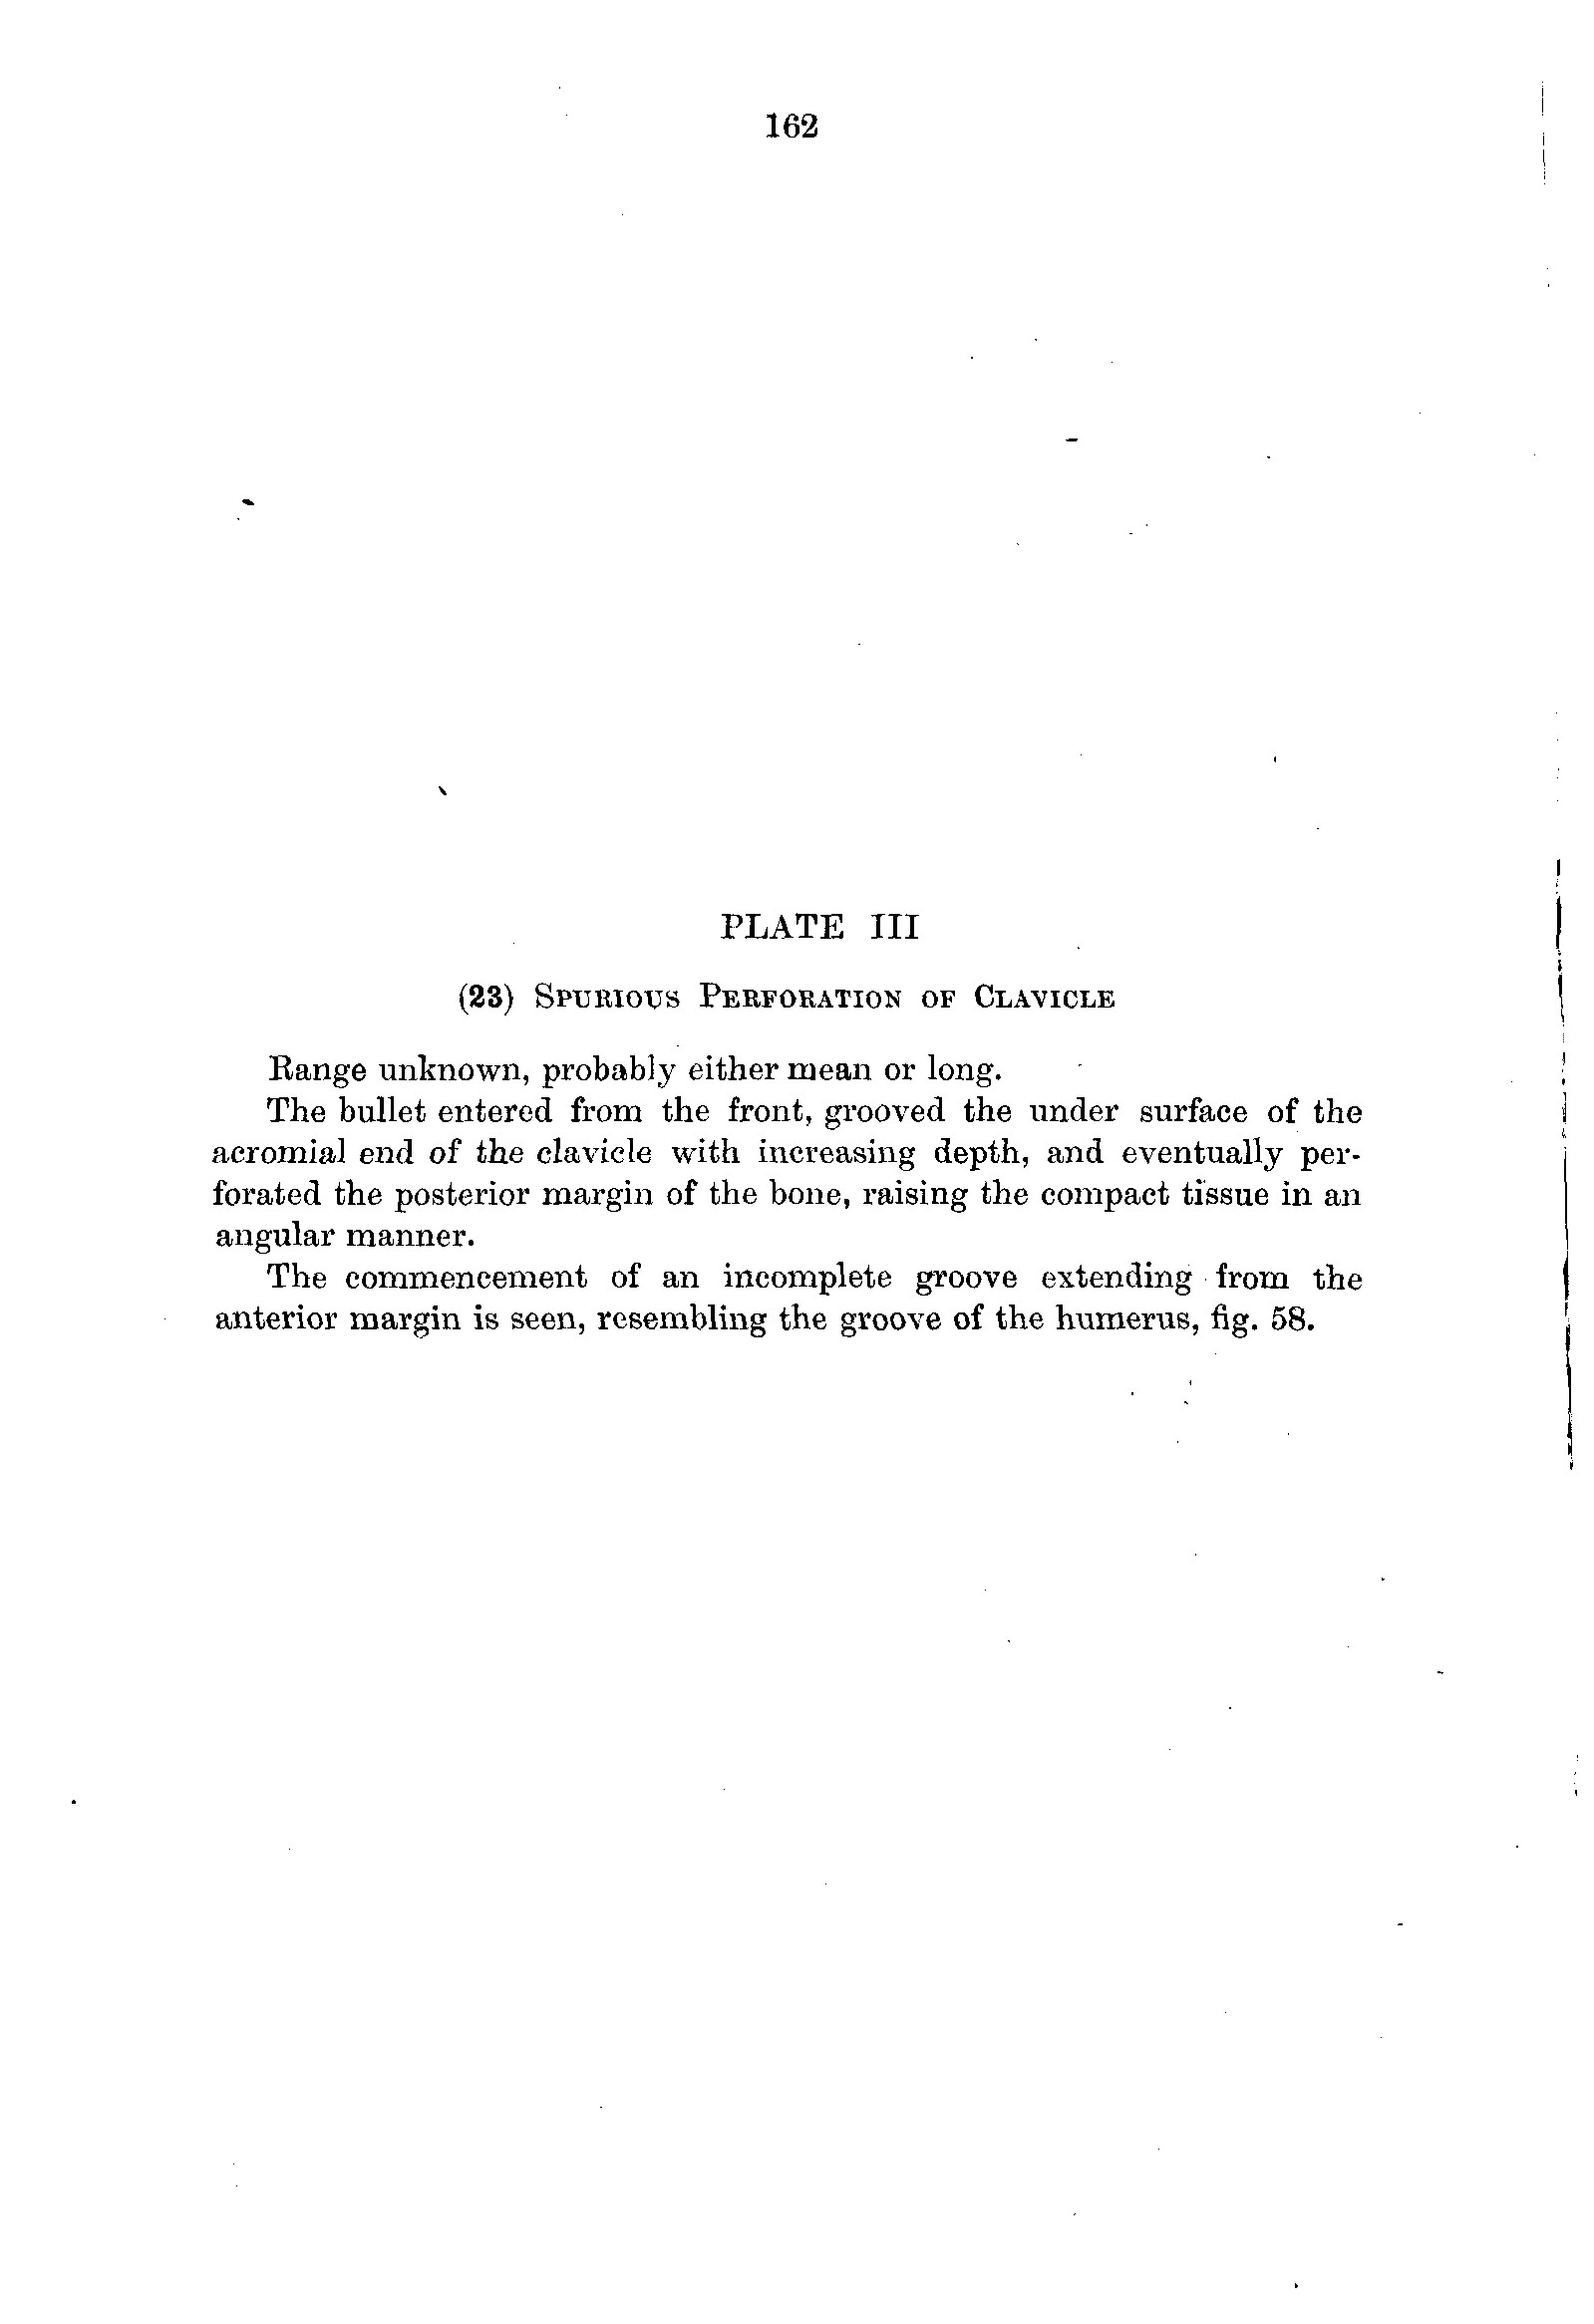 162
PLATE III
(23) SPURIOUS PERFORATION OF CLAVICLE
Range unknown, probably either mean or long.
The bullet entered from the front, grooved the under surface of the
acromial end of the clavicle with increasing depth, and eventually per-
forated the posterior margin of the bone, raising the compact tissue in an
angular manner.
The commencement of an incomplete groove extending from the
anterior margin is seen, resembling the groove of the humerus, fig. 58.